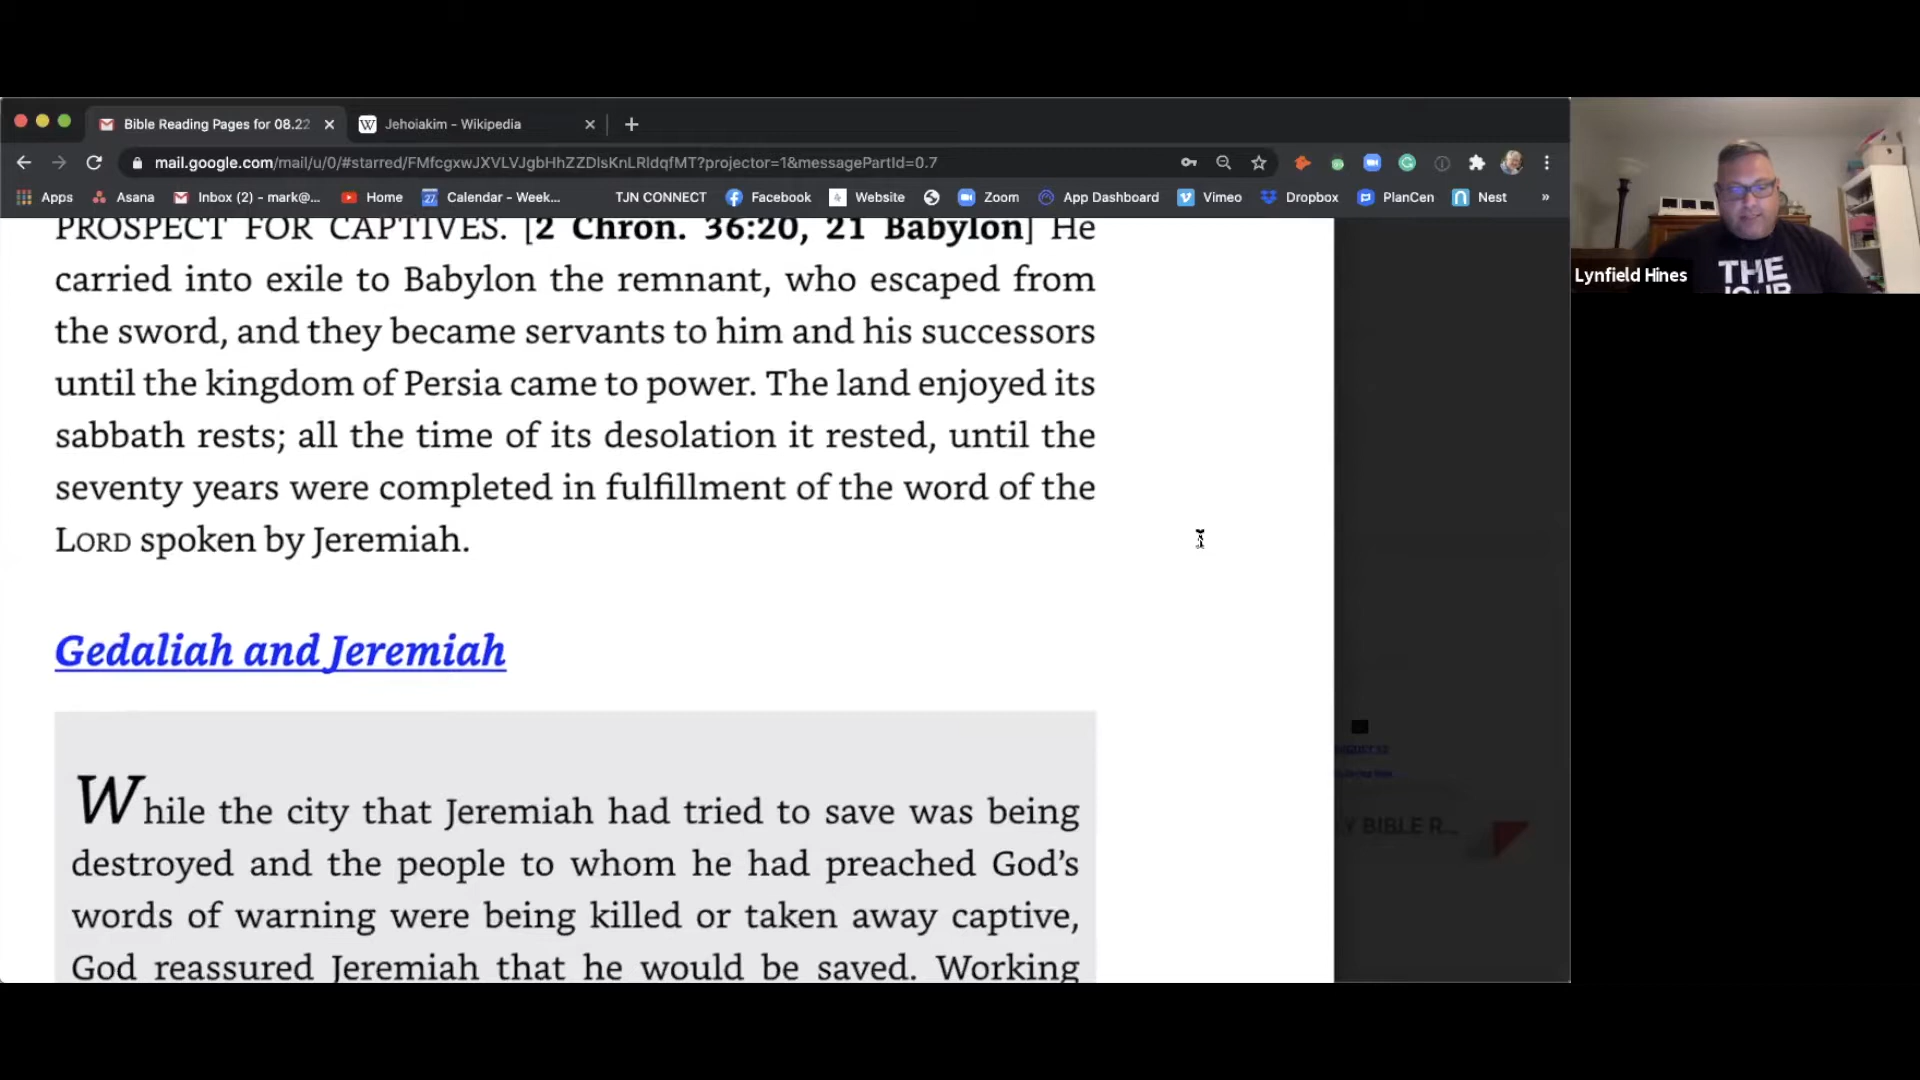 Bible Reading Pages for 08.22
Jehoiakim - Wikipedia
mail.google.com/mail/u/0/#starred/FMfcgxwJXVLVJgbHhZZDlsKnLRldqfMT?projector=1&messagePartId=0.7
Apps Asana Inbox (2) - mark@... Home Calendar - Week... TJN CONNECT Facebook Website Zoom App Dashboard Vimeo Dropbox PlanCen Nest »
PROSPECT FOR CAPTIVES. [2 Chron. 36:20, 21 Babylon] He
carried into exile to Babylon the remnant, who escaped from
the sword, and they became servants to him and his successors
until the kingdom of Persia came to power. The land enjoyed its
sabbath rests; all the time of its desolation it rested, until the
seventy years were completed in fulfillment of the word of the
LORD spoken by Jeremiah.
Gedaliah and Jeremiah
While the city that Jeremiah had tried to save was being
destroyed and the people to whom he had preached God's
words of warning were being killed or taken away captive,
God reassured Jeremiah that he would be saved. Working
Y BIBLE R...
Lynfield Hines
THE